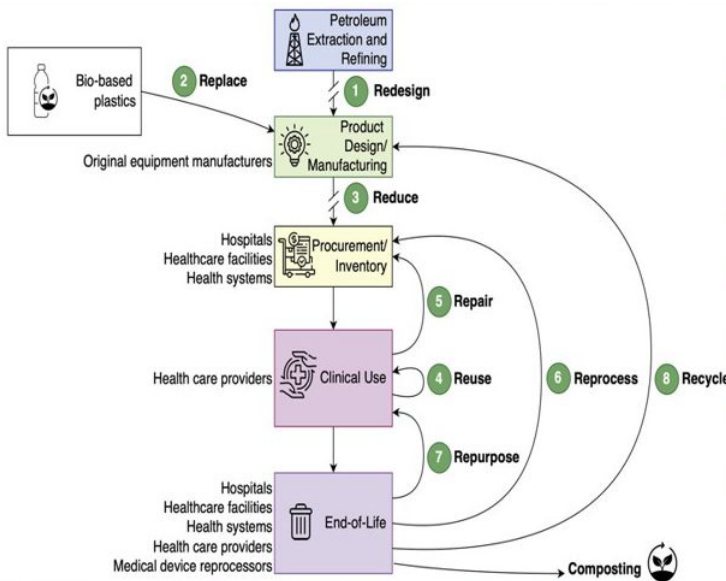 Petroleum
Extraction and
Refining
1 Redesign
2 Replace
Bio-based
plastics
Product
Design/
Manufacturing
Original equipment manufacturers
3 Reduce
Hospitals
Healthcare facilities
Health systems
Procurement/
Inventory
5 Repair
Health care providers
Clinical Use
4 Reuse
6 Reprocess
8 Recycle
7 Repurpose
Hospitals
Healthcare facilities
Health systems
Health care providers
Medical device reprocessors
End-of-Life
Composting